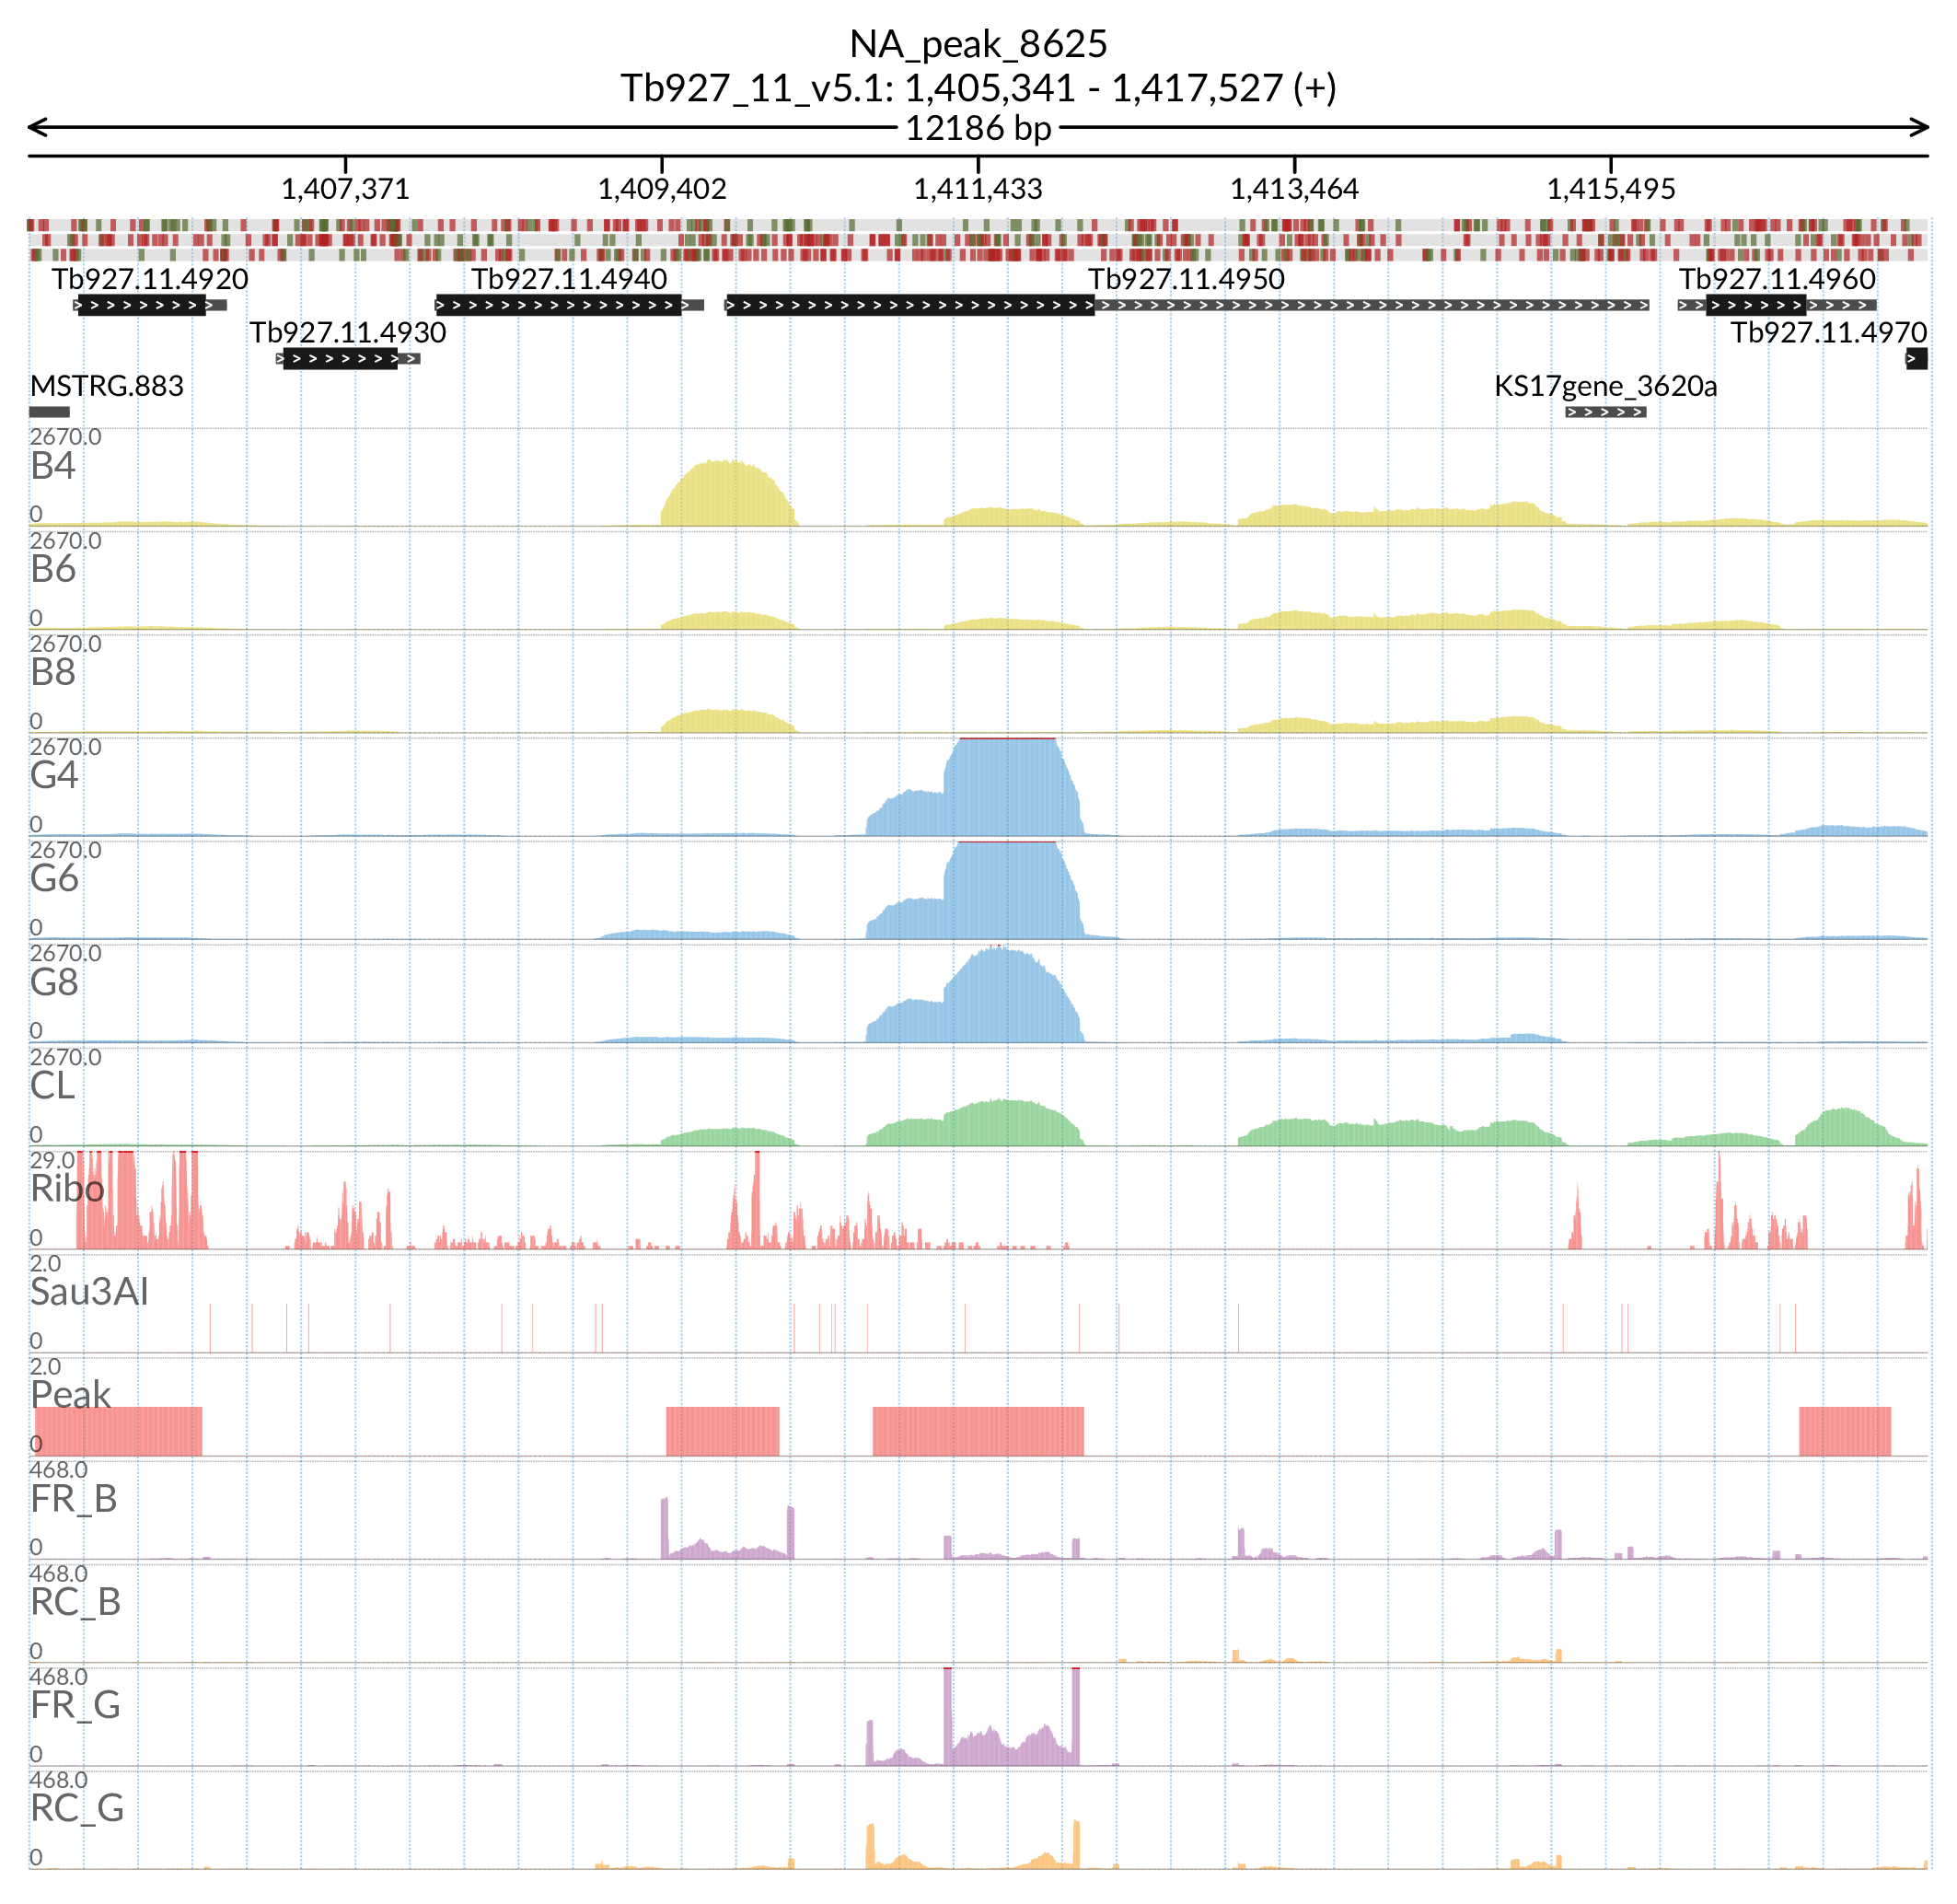 NA_peak_8625
Tb927_11_v5.1: 1,405,341 - 1,417,527 (+)
12186 bp
1,407,371 1,409,402 1,411,433 1,413,464 1,415,495
Tb927.11.4920 Tb927.11.4940 Tb927.11.4950 Tb927.11.4960
Tb927.11.4930 Tb927.11.4970
MSTRG.883 KS17gene_3620a
2670.0
B4
0
2670.0
B6
0
2670.0
B8
0
2670.0
G4
0
2670.0
G6
0
2670.0
G8
0
2670.0
CL
0
29.0
Ribo
0
2.0
Sau3AI
0
2.0
Peak
0
468.0
FR_B
0
468.0
RC_B
0
468.0
FR_G
0
468.0
RC_G
0